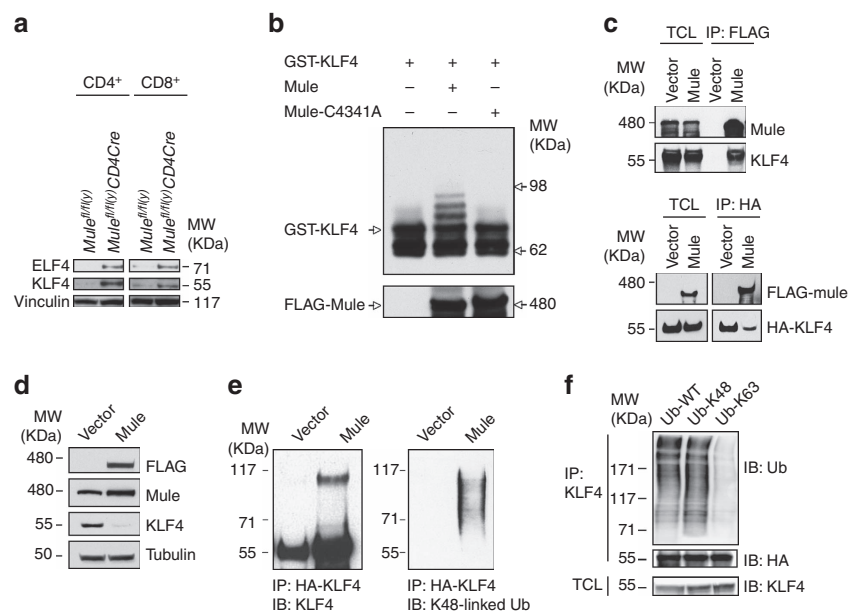 a
CD4+ CD8+
Mulefl/fl(y) Mulefl/fl(y)CD4Cre Mulefl/fl(y) Mulefl/fl(y)CD4Cre
MW
(KDa)
ELF4 71
KLF4 55
Vinculin 117
b
GST-KLF4 + + +
Mule – + –
Mule-C4341A – – +
MW
(KDa)
98
GST-KLF4
62
FLAG-Mule 480
c
TCL IP: FLAG
MW
(KDa)
Vector Mule Vector Mule
480 Mule
55 KLF4
TCL IP: HA
MW
(KDa)
Vector Mule Vector Mule
480 FLAG-mule
55 HA-KLF4
d
MW
(KDa)
Vector Mule
480 FLAG
480 Mule
55 KLF4
50 Tubulin
e
MW
(KDa)
Vector Mule Vector Mule
117 117
71 71
55 55
IP: HA-KLF4 IP: HA-KLF4
IB: KLF4 IB: K48-linked Ub
f
MW
(KDa)
Ub-WT Ub-K48 Ub-K63
IP:
KLF4
171
117
71
IB: Ub
55 IB: HA
TCL 55 IB: KLF4